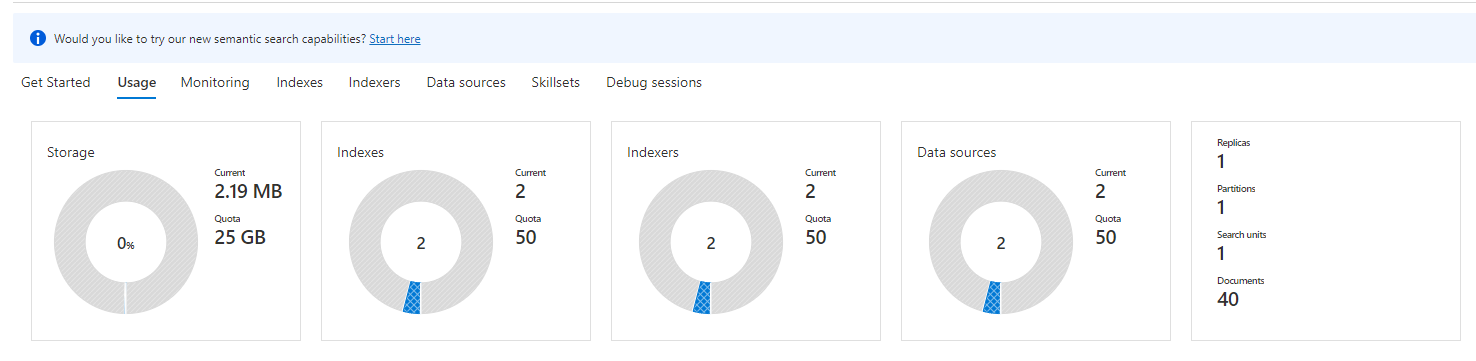 Would you like to try our new semantic search capabilities? Start here
Get Started Usage Monitoring Indexes Indexers Data sources Skillsets Debug sessions
Storage
Current
2.19 MB
Quota
25 GB
0%
Indexes
Current
2
Quota
50
2
Indexers
Current
2
Quota
50
2
Data sources
Current
2
Quota
50
2
Replicas
1
Partitions
1
Search units
1
Documents
40